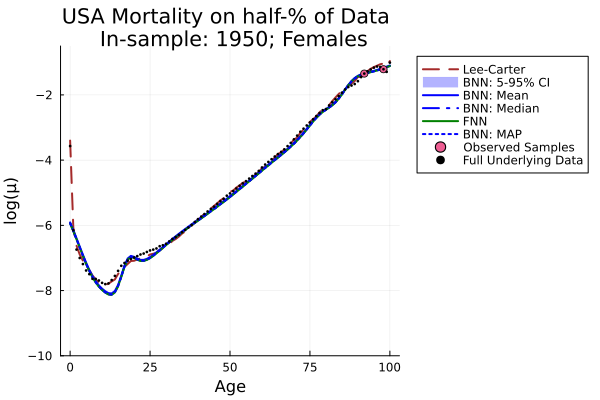 USA Mortality on half-% of Data
In-sample: 1950; Females
Lee-Carter
BNN: 5-95% CI
BNN: Mean
BNN: Median
FNN
BNN: MAP
Observed Samples
Full Underlying Data
log(μ)
−2
−4
−6
−8
−10
0
25
50
75
100
Age